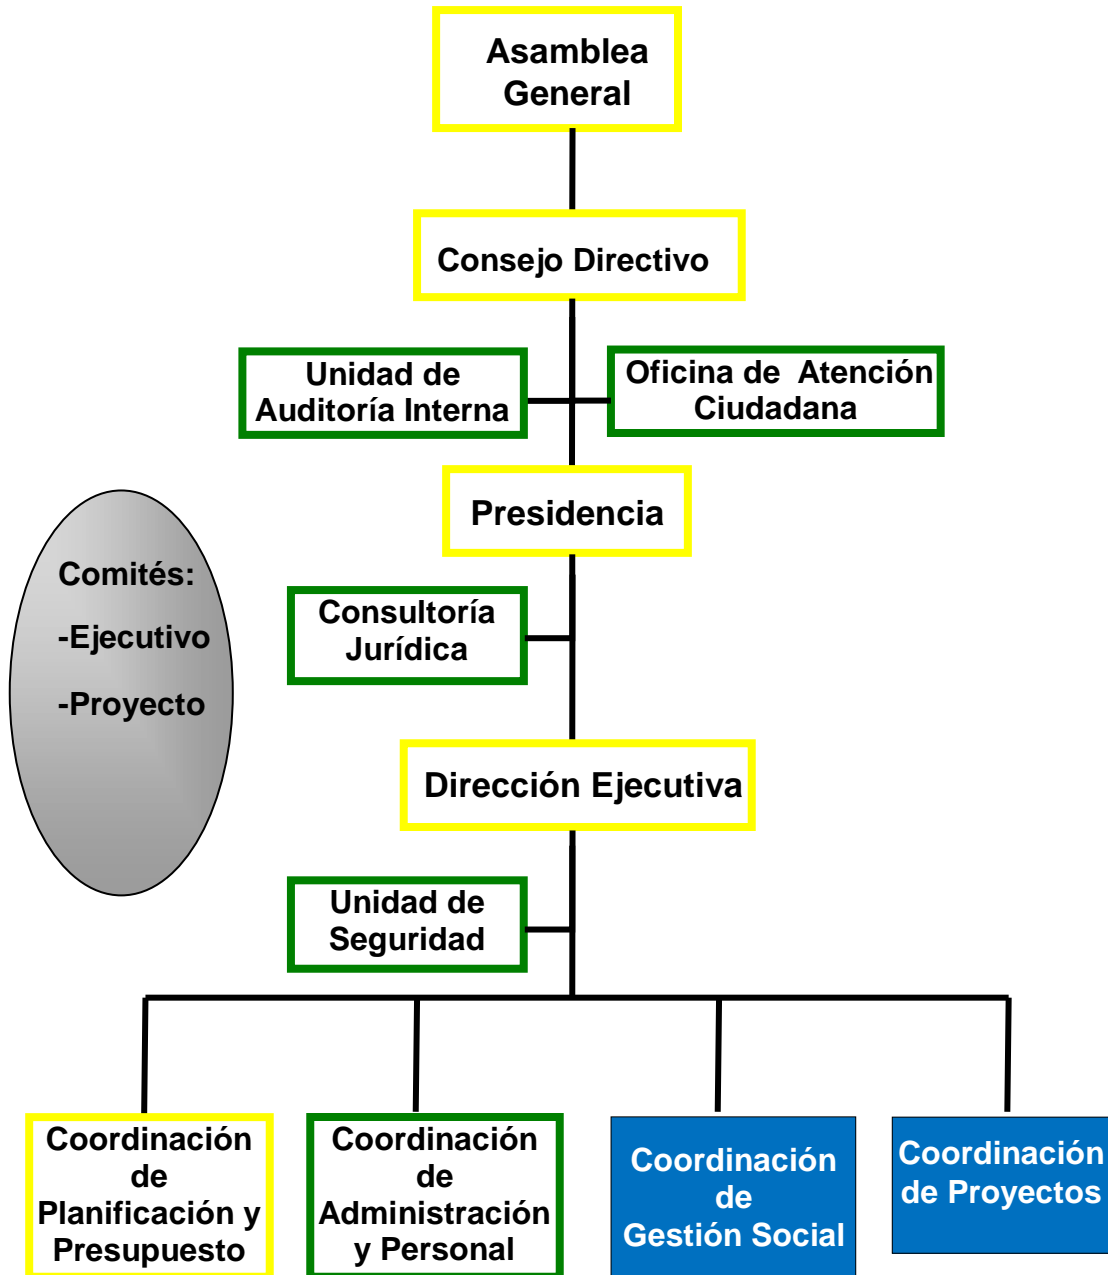 Asamblea
General
Consejo Directivo
Unidad de
Auditoría Interna
Oficina de Atención
Ciudadana
Presidencia
Comités:
-Ejecutivo
-Proyecto
Consultoría
Jurídica
Dirección Ejecutiva
Unidad de
Seguridad
Coordinación
de
Planificación y
Presupuesto
Coordinación
de
Administración
y Personal
Coordinación
de
Gestión Social
Coordinación
de Proyectos